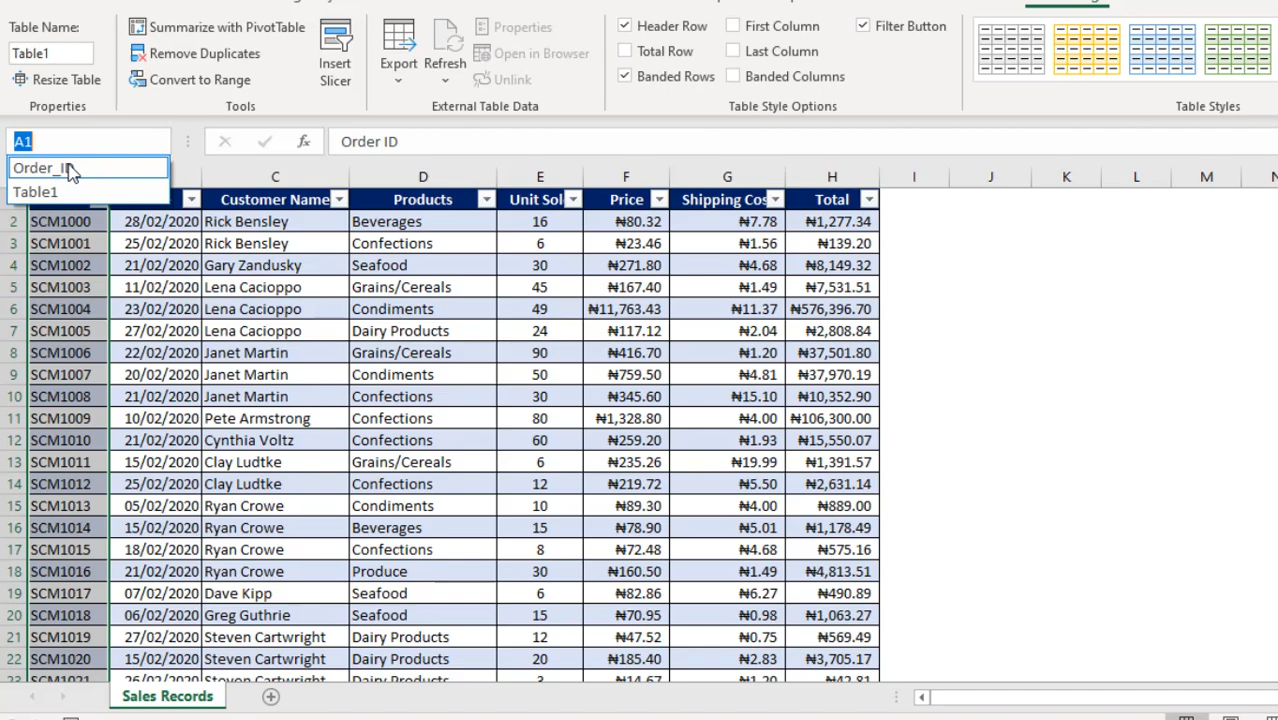 Table Name:
Table1
Resize Table
Properties
Summarize with PivotTable
Remove Duplicates
Convert to Range
Tools
Insert
Slicer
Export
Refresh
Properties
Open in Browser
Unlink
External Table Data
Header Row
Total Row
Banded Rows
First Column
Last Column
Banded Columns
Filter Button
Table Style Options
Table Styles
A1
fx
Order ID
Table1
C D E F G H I J K L M N
Customer Name Products Price Total
2 SCM1000 28/02/2020 Rick Bensley Beverages 16 ₦80.32 ₦7.78 ₦1,277.34
3 SCM1001 25/02/2020 Rick Bensley Confections 6 ₦23.46 ₦1.56 ₦139.20
4 SCM1002 21/02/2020 Gary Zandusky Seafood 30 ₦271.80 ₦4.68 ₦8,149.32
5 SCM1003 11/02/2020 Lena Cacioppo Grains/Cereals 45 ₦167.40 ₦1.49 ₦7,531.51
6 SCM1004 23/02/2020 Lena Cacioppo Condiments 49 ₦11,763.43 ₦11.37 ₦576,396.70
7 SCM1005 27/02/2020 Lena Cacioppo Dairy Products 24 ₦117.12 ₦2.04 ₦2,808.84
8 SCM1006 22/02/2020 Janet Martin Grains/Cereals 90 ₦416.70 ₦1.20 ₦37,501.80
9 SCM1007 20/02/2020 Janet Martin Condiments 50 ₦759.50 ₦4.81 ₦37,970.19
10 SCM1008 21/02/2020 Janet Martin Confections 30 ₦345.60 ₦15.10 ₦10,352.90
11 SCM1009 10/02/2020 Pete Armstrong Confections 80 ₦1,328.80 ₦4.00 ₦106,300.00
12 SCM1010 21/02/2020 Cynthia Voltz Confections 60 ₦259.20 ₦1.93 ₦15,550.07
13 SCM1011 15/02/2020 Clay Ludtke Grains/Cereals 6 ₦235.26 ₦19.99 ₦1,391.57
14 SCM1012 25/02/2020 Clay Ludtke Confections 12 ₦219.72 ₦5.50 ₦2,631.14
15 SCM1013 05/02/2020 Ryan Crowe Condiments 10 ₦89.30 ₦4.00 ₦889.00
16 SCM1014 15/02/2020 Ryan Crowe Beverages 15 ₦78.90 ₦5.01 ₦1,178.49
17 SCM1015 18/02/2020 Ryan Crowe Confections 8 ₦72.48 ₦4.68 ₦575.16
18 SCM1016 21/02/2020 Ryan Crowe Produce 30 ₦160.50 ₦1.49 ₦4,813.51
19 SCM1017 07/02/2020 Dave Kipp Seafood 6 ₦82.86 ₦6.27 ₦490.89
20 SCM1018 06/02/2020 Greg Guthrie Seafood 15 ₦70.95 ₦0.98 ₦1,063.27
21 SCM1019 27/02/2020 Steven Cartwright Dairy Products 12 ₦47.52 ₦0.75 ₦569.49
22 SCM1020 15/02/2020 Steven Cartwright Dairy Products 20 ₦185.40 ₦2.83 ₦3,705.17
Sales Records